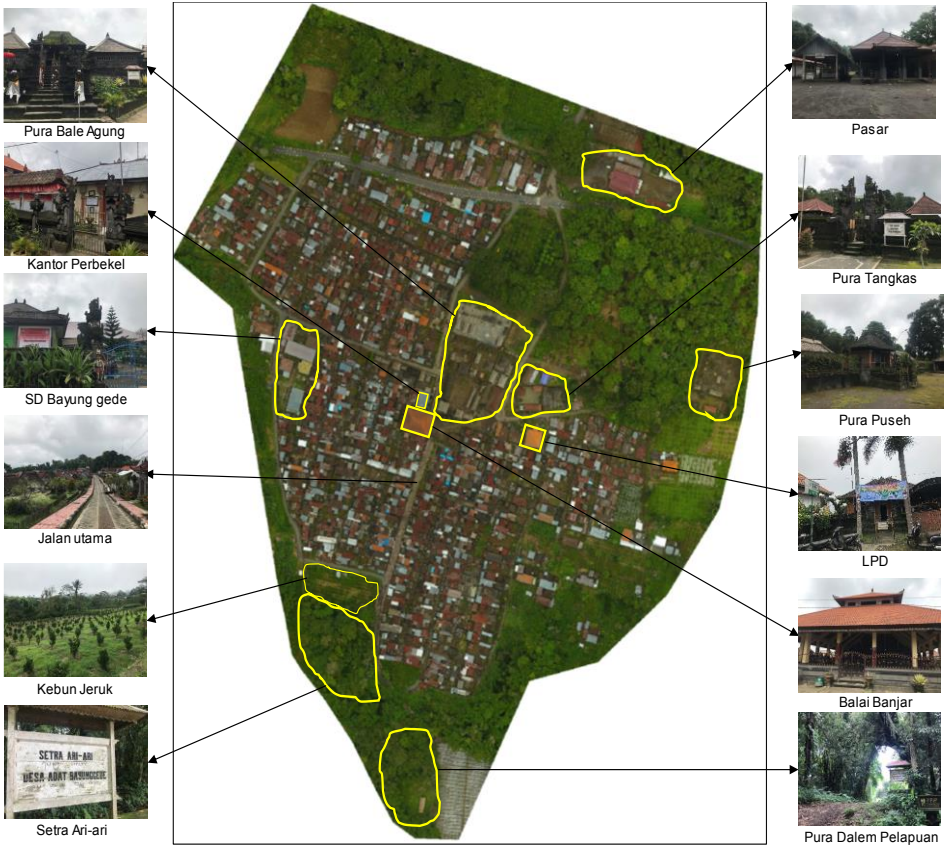 Pura Bale Agung
Kantor Perbekel
SD Bayung gede
Jalan utama
Kebun Jeruk
SETRA ARI-ARI
DESA ADAT BAYUNGGEDE
Setra Ari-ari
Pasar
Pura Tangkas
Pura Puseh
LPD
Balai Banjar
Pura Dalem Pelapuan